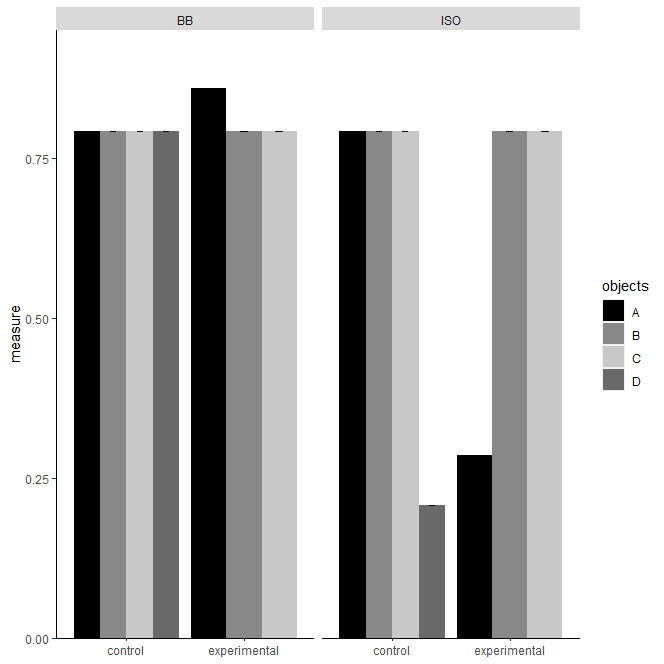 BB ISO
measure
0.75
0.50
0.25
0.00
control experimental control experimental
objects
A
B
C
D